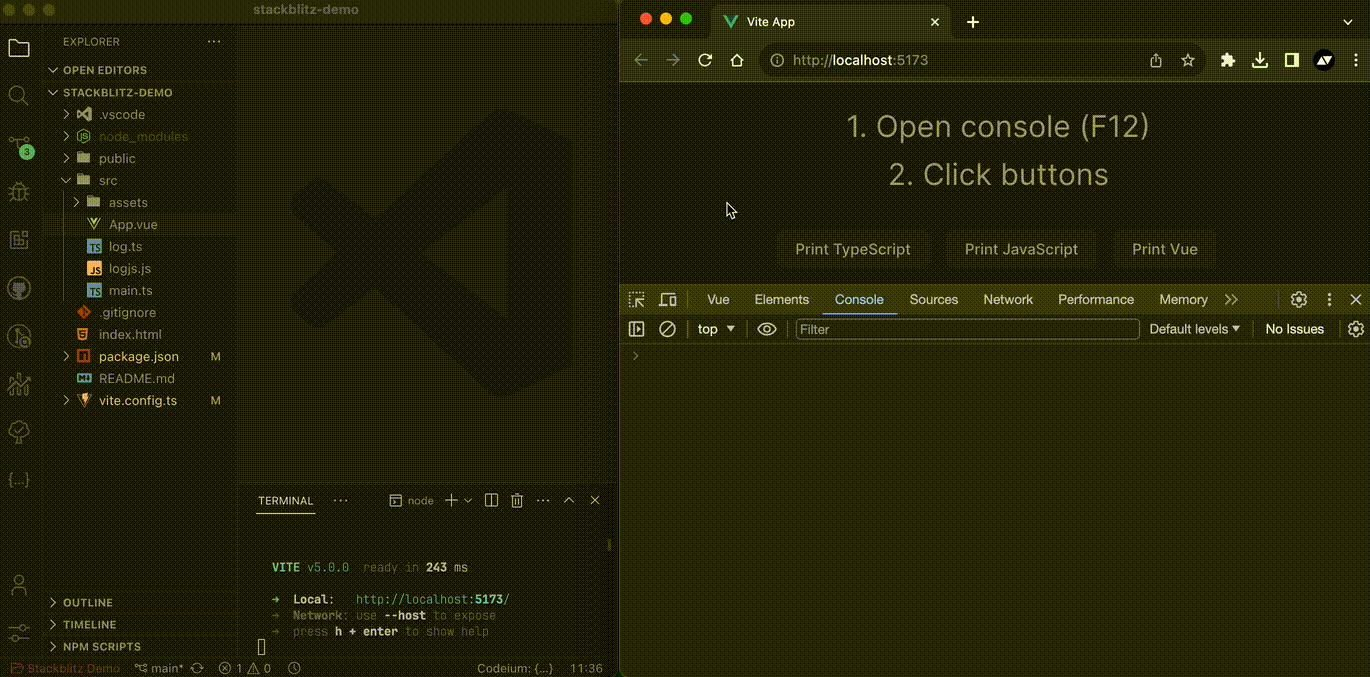 stackblitz-demo
EXPLORER
OPEN EDITORS
STACKBLITZ-DEMO
.vscode
node_modules
3
public
src
assets
App.vue
TS log.ts
JS logjs.js
TS main.ts
.gitignore
index.html
package.json M
README.md
vite.config.ts M
OUTLINE
TIMELINE
NPM SCRIPTS
TERMINAL
node
VITE v5.0.0 ready in 243 ms
➜ Local: http://localhost:5173/
➜ Network: use --host to expose
➜ press h + enter to show help
Stackblitz Demo main* 1 0 Codeium: {...} 11:36
Vite App
http://localhost:5173
1. Open console (F12)
2. Click buttons
Print TypeScript Print JavaScript Print Vue
Vue Elements Console Sources Network Performance Memory
top Filter Default levels No Issues